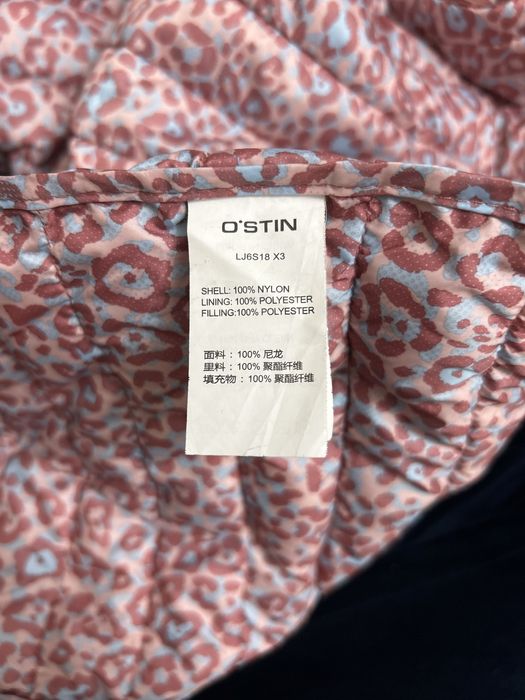 O'STIN
LJ6S18 X3
SHELL: 100% NYLON
LINING: 100% POLYESTER
FILLING:100% POLYESTER
面料：100% 尼龙
里料：100% 聚酯纤维
填充物：100% 聚酯纤维